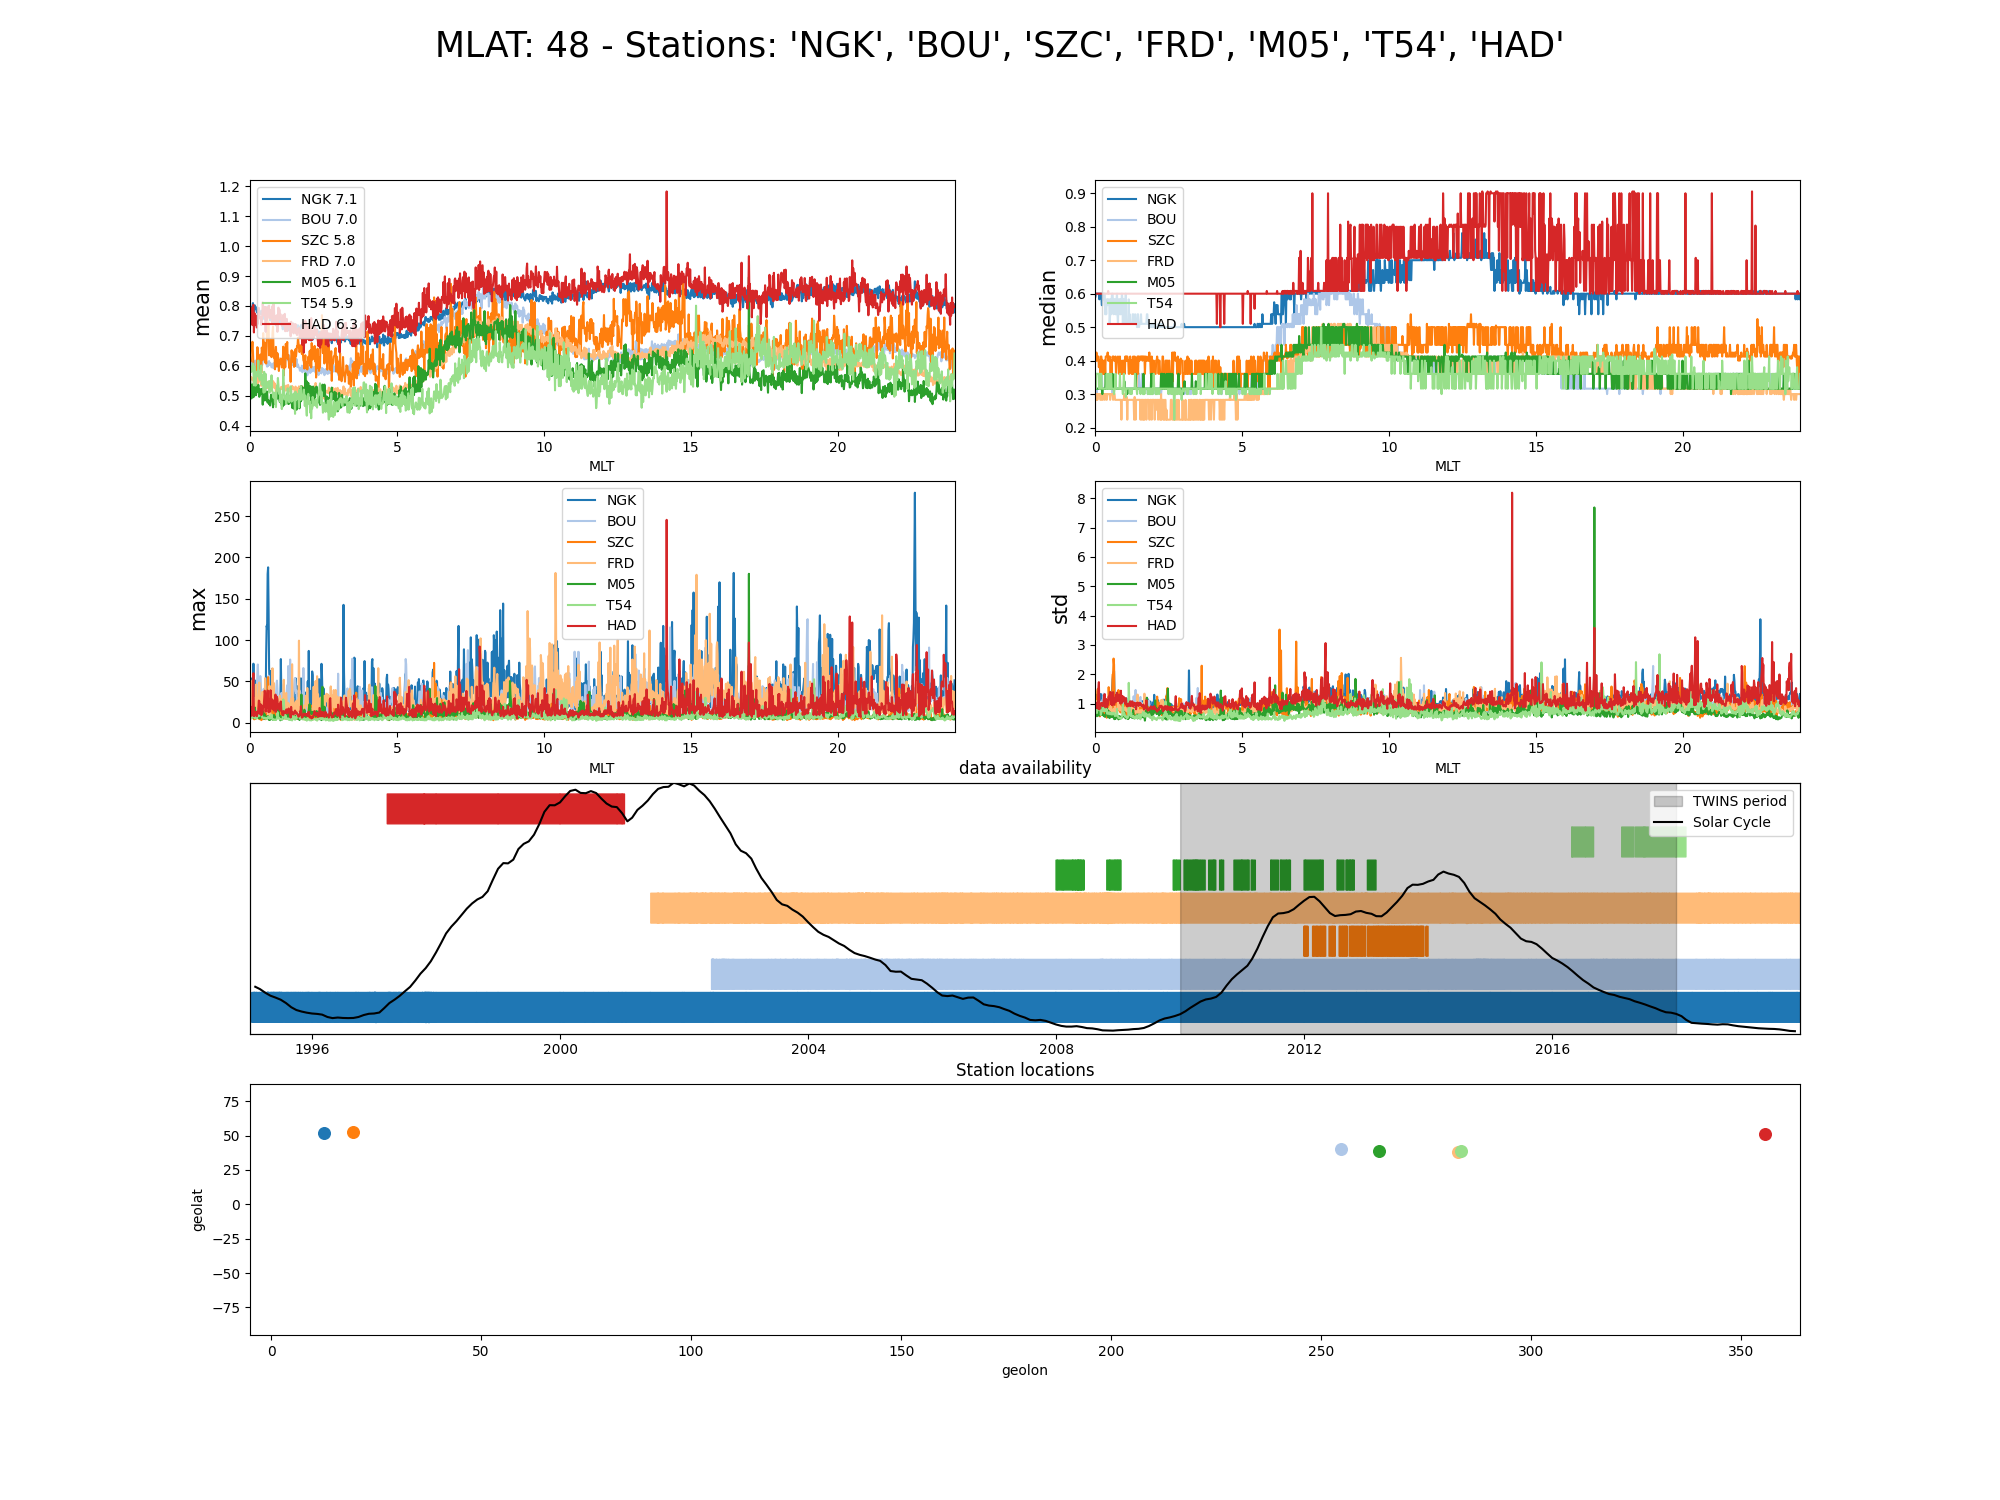 MLAT: 48 - Stations: 'NGK', 'BOU', 'SZC', 'FRD', 'M05', 'T54', 'HAD'
mean
1.2
1.1
1.0
0.9
0.8
0.7
0.6
0.5
0.4
NGK 7.1
BOU 7.0
SZC 5.8
FRD 7.0
M05 6.1
T54 5.9
HAD 6.3
0 5 10 15 20
MLT
median
0.9
0.8
0.7
0.6
0.5
0.4
0.3
0.2
NGK
BOU
SZC
FRD
M05
T54
HAD
0 5 10 15 20
MLT
max
250
200
150
100
50
0
NGK
BOU
SZC
FRD
M05
T54
HAD
0 5 10 15 20
MLT
std
8
7
6
5
4
3
2
1
NGK
BOU
SZC
FRD
M05
T54
HAD
0 5 10 15 20
MLT
data availability
TWINS period
Solar Cycle
1996 2000 2004 2008 2012 2016
Station locations
geolat
75
50
25
0
−25
−50
−75
0 50 100 150 200 250 300 350
geolon